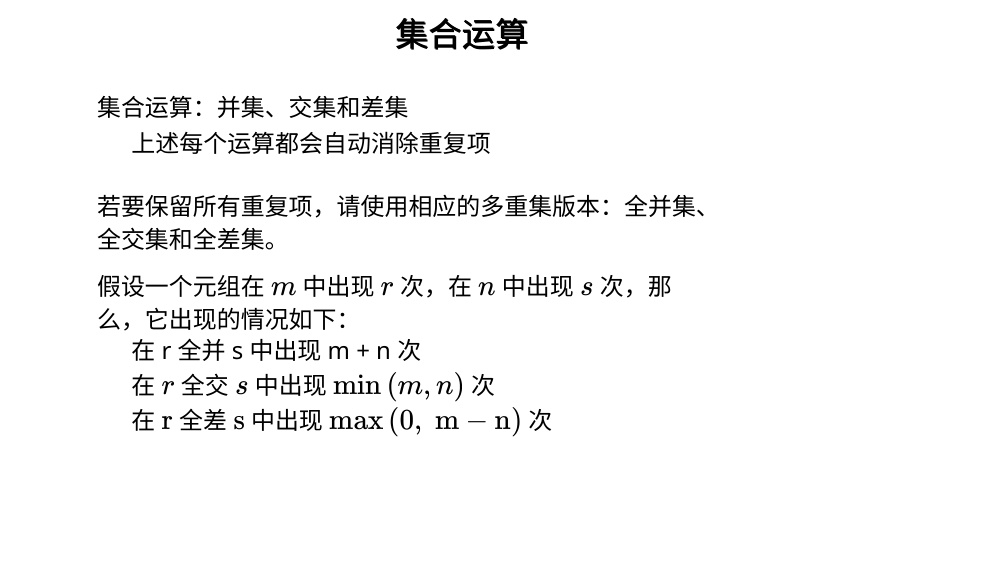 集合运算
集合运算：并集、交集和差集
上述每个运算都会自动消除重复项
若要保留所有重复项，请使用相应的多重集版本：全并集、
全交集和全差集。
假设一个元组在 m 中出现 r 次，在 n 中出现 s 次，那
么，它出现的情况如下：
在 r 全并 s 中出现 m + n 次
在 r 全交 s 中出现 min (m, n) 次
在 r 全差 s 中出现 max (0, m − n) 次